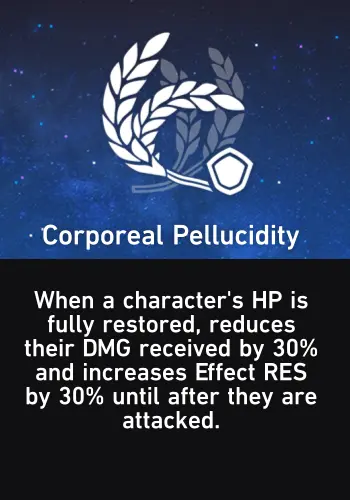 Corporeal Pellucidity
When a character's HP is
fully restored, reduces
their DMG received by 30%
and increases Effect RES
by 30% until after they are
attacked.